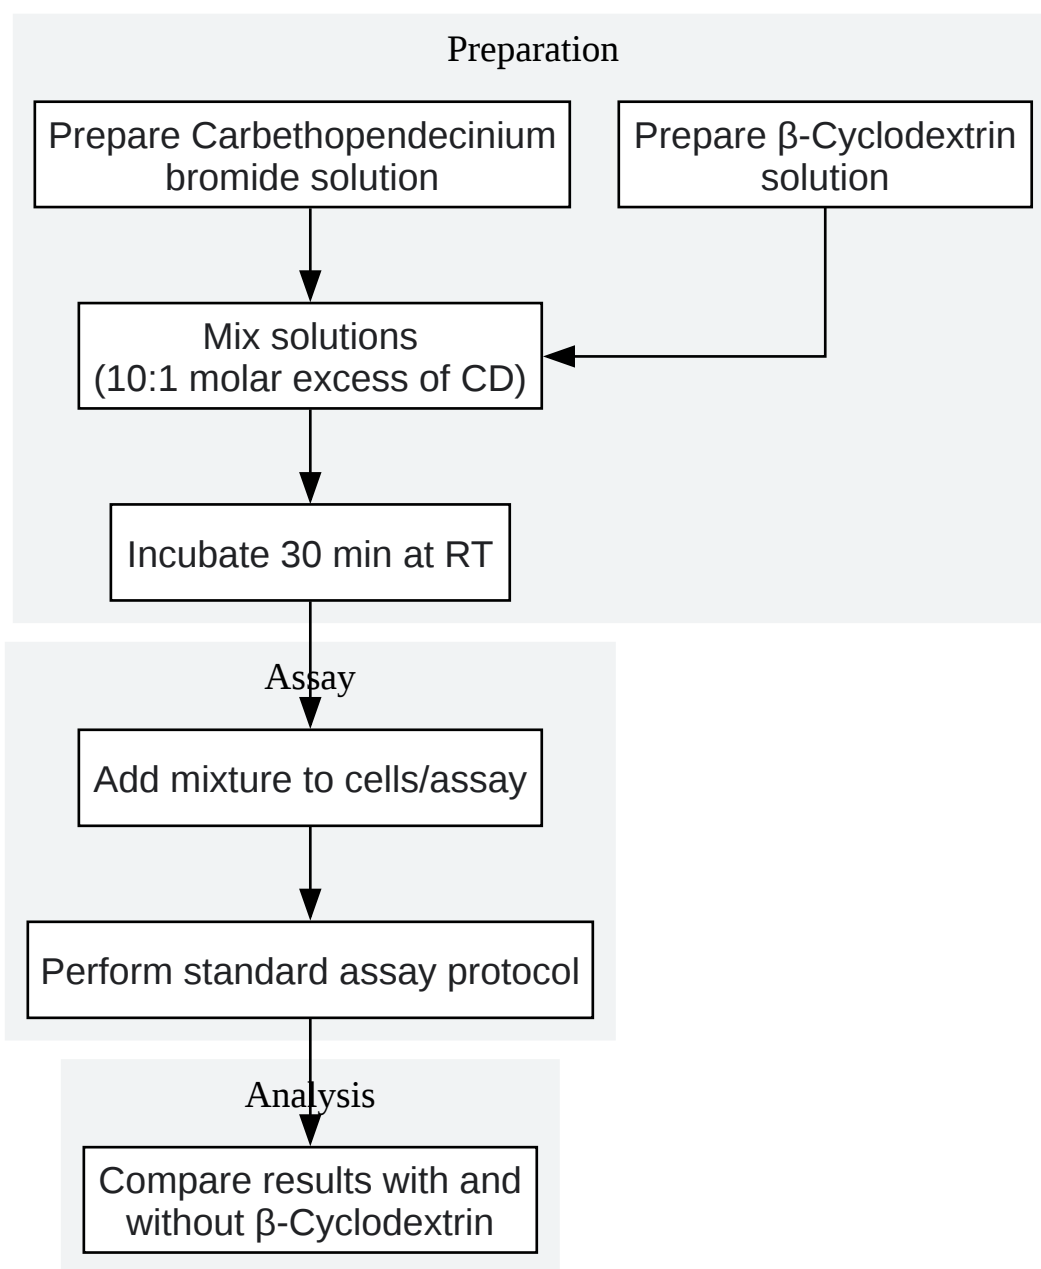 Preparation
Prepare Carbethopendecinium
bromide solution
Prepare β-Cyclodextrin
solution
Mix solutions
(10:1 molar excess of CD)
Incubate 30 min at RT
Assay
Add mixture to cells/assay
Perform standard assay protocol
Analysis
Compare results with and
without β-Cyclodextrin